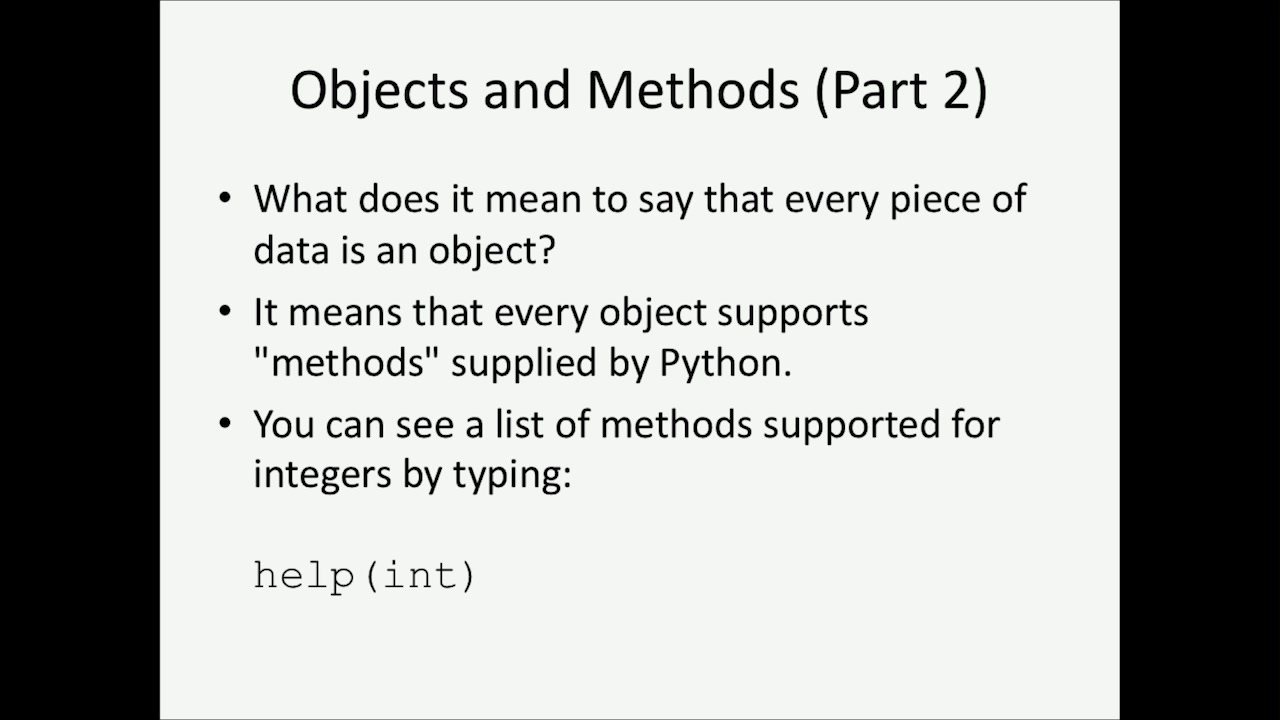 Objects and Methods (Part 2)
• What does it mean to say that every piece of
data is an object?
• It means that every object supports
"methods" supplied by Python.
• You can see a list of methods supported for
integers by typing:
help(int)